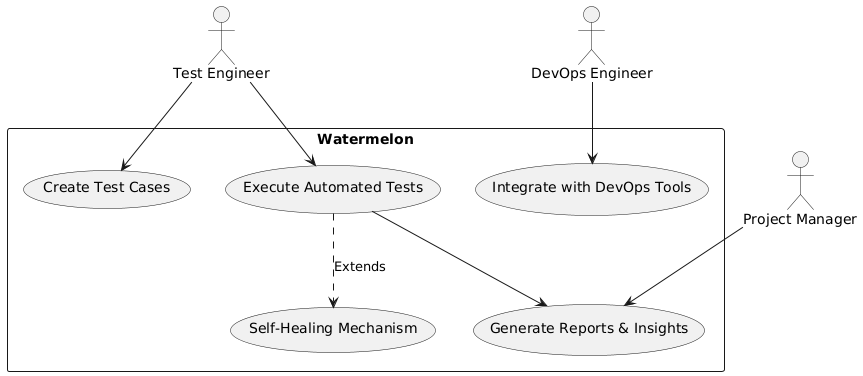 Test Engineer
DevOps Engineer
Watermelon
Create Test Cases
Execute Automated Tests
Integrate with DevOps Tools
Project Manager
Extends
Self-Healing Mechanism
Generate Reports & Insights